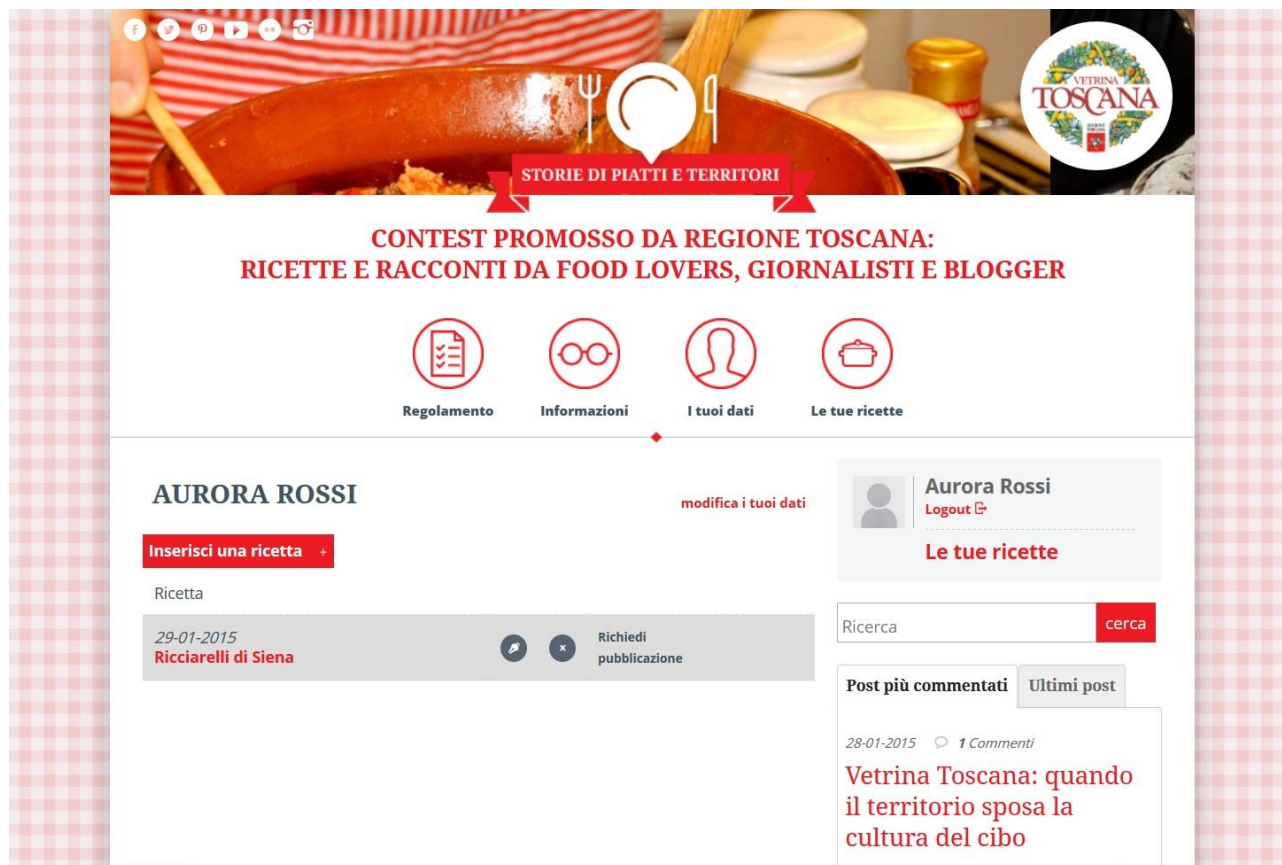 VETRINA
TOSCANA
REGIONE
TOSCANA
STORIE DI PIATTI E TERRITORI
CONTEST PROMOSSO DA REGIONE TOSCANA:
RICETTE E RACCONTI DA FOOD LOVERS, GIORNALISTI E BLOGGER
Regolamento Informazioni I tuoi dati Le tue ricette
AURORA ROSSI
modifica i tuoi dati
Inserisci una ricetta +
Ricetta
29-01-2015
Ricciarelli di Siena
Richiedi
pubblicazione
Aurora Rossi
Logout
Le tue ricette
Ricerca cerca
Post più commentati Ultimi post
28-01-2015 1 Commenti
Vetrina Toscana: quando
il territorio sposa la
cultura del cibo